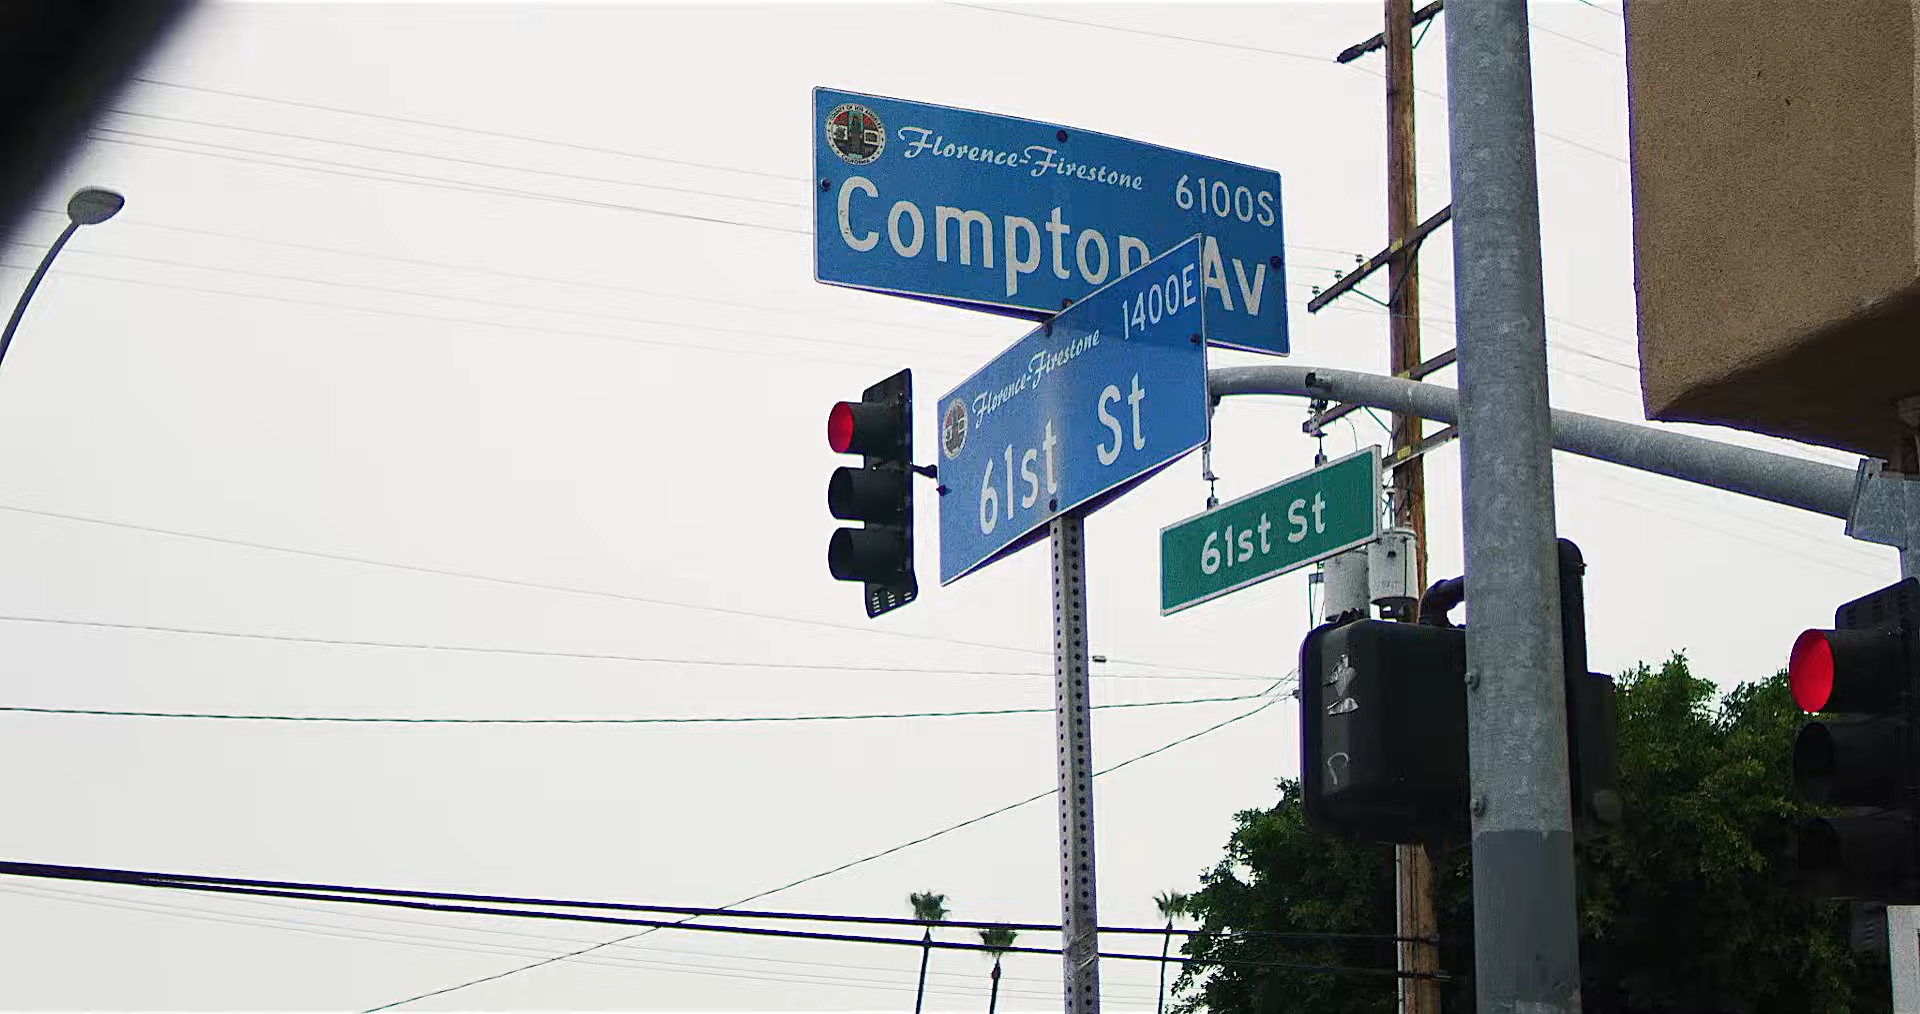 Florence-Firestone
6100S
Compton Av
Florence-Firestone
1400E
61st St
61st St